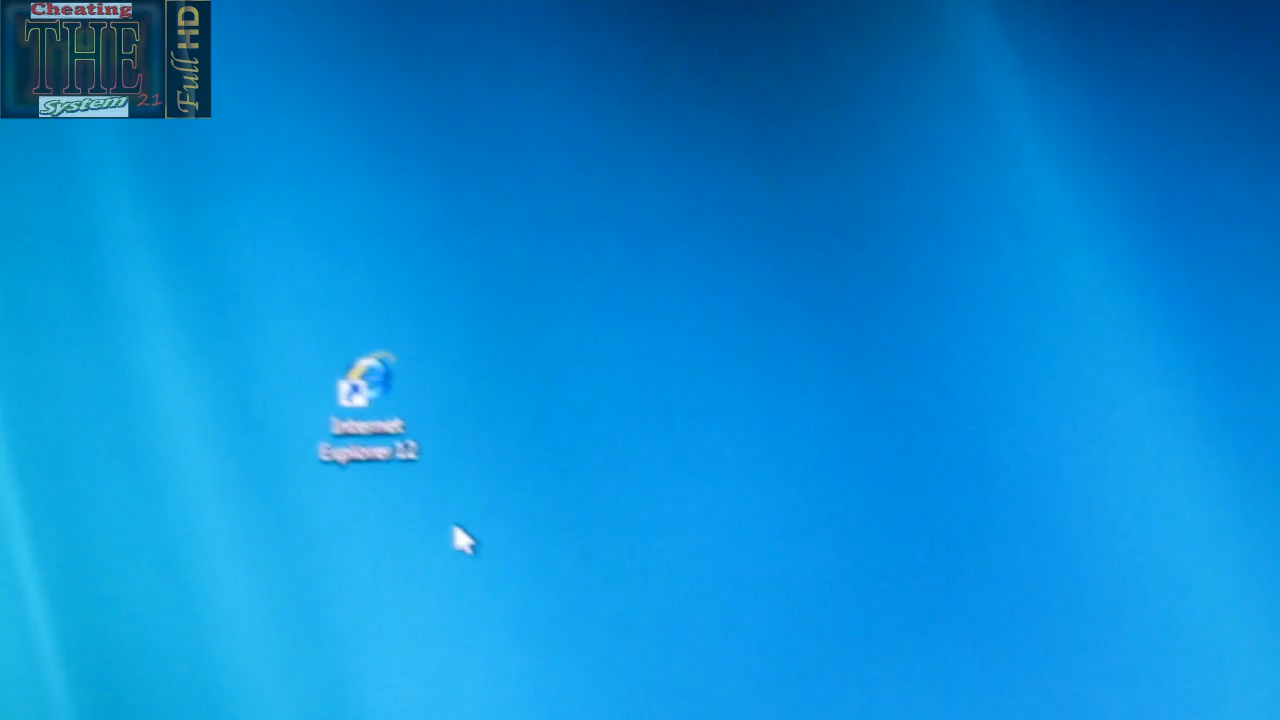 Cheating
THE
System 21
Full HD
Internet
Explorer 12